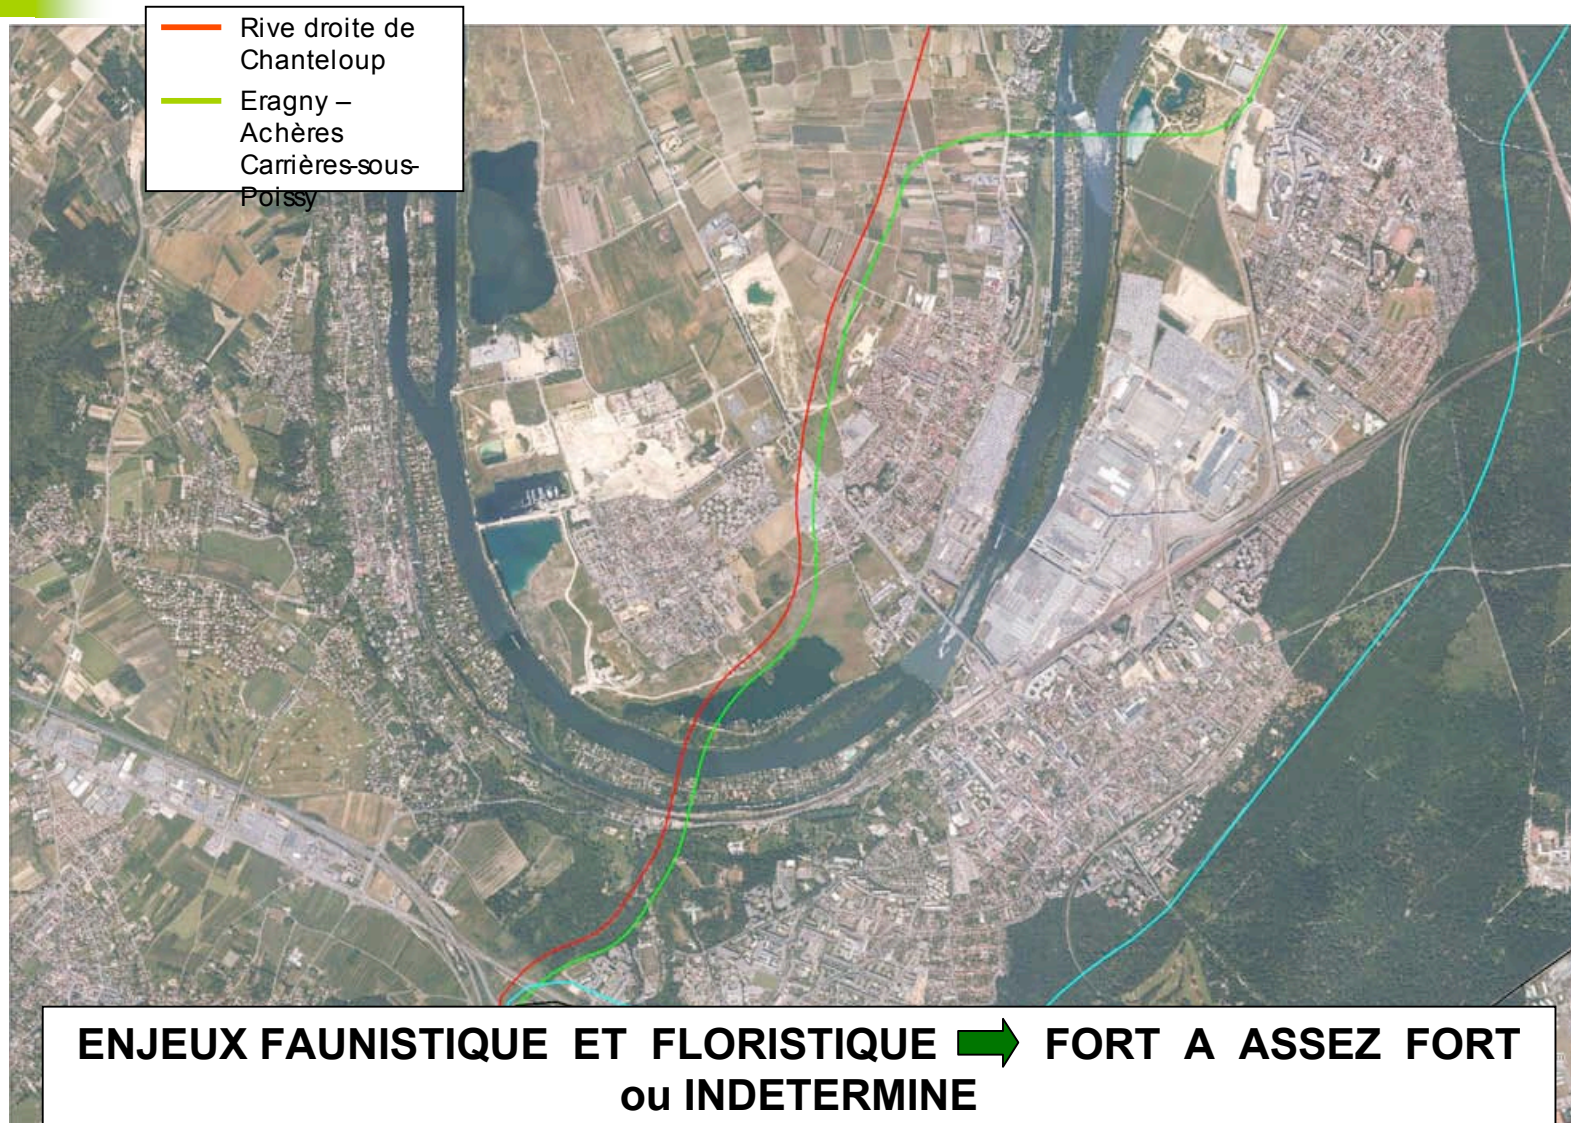 Rive droite de
Chanteloup
Eragny –
Achères
Carrières-sous-
Poissy
ENJEUX FAUNISTIQUE ET FLORISTIQUE FORT A ASSEZ FORT
ou INDETERMINE